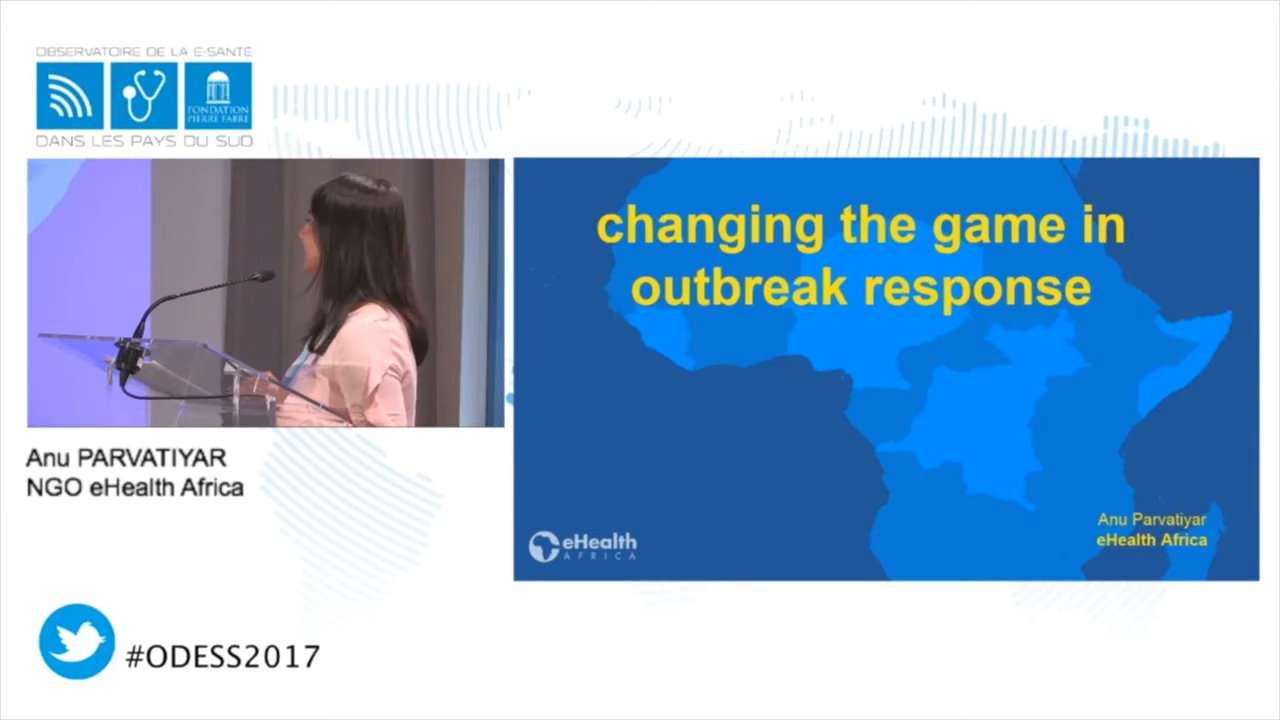 OBSERVATOIRE DE LA E-SANTÉ
FONDATION
PIERRE FABRE
DANS LES PAYS DU SUD
changing the game in
outbreak response
Anu PARVATIYAR
NGO eHealth Africa
Anu Parvatiyar
eHealth Africa
eHealth
AFRICA
#ODESS2017